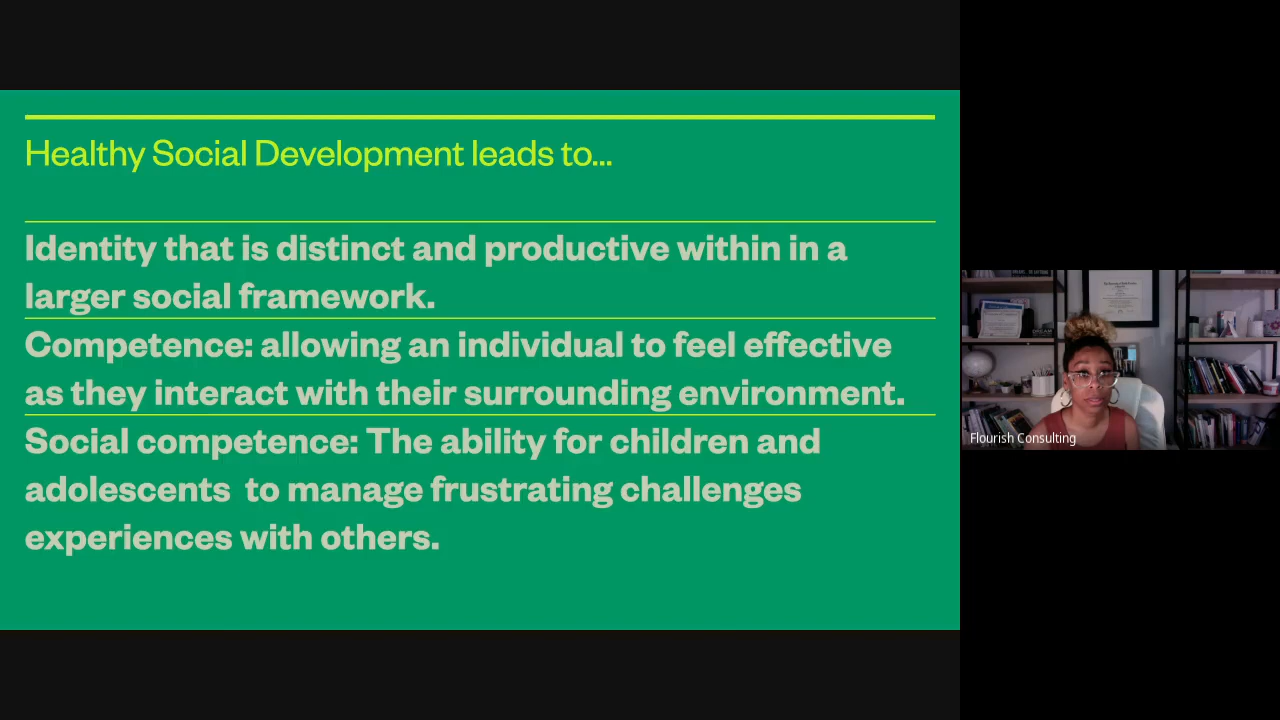 Healthy Social Development leads to...
Identity that is distinct and productive within in a
larger social framework.
Competence: allowing an individual to feel effective
as they interact with their surrounding environment.
Social competence: The ability for children and
adolescents  to manage frustrating challenges
experiences with others.
Flourish Consulting